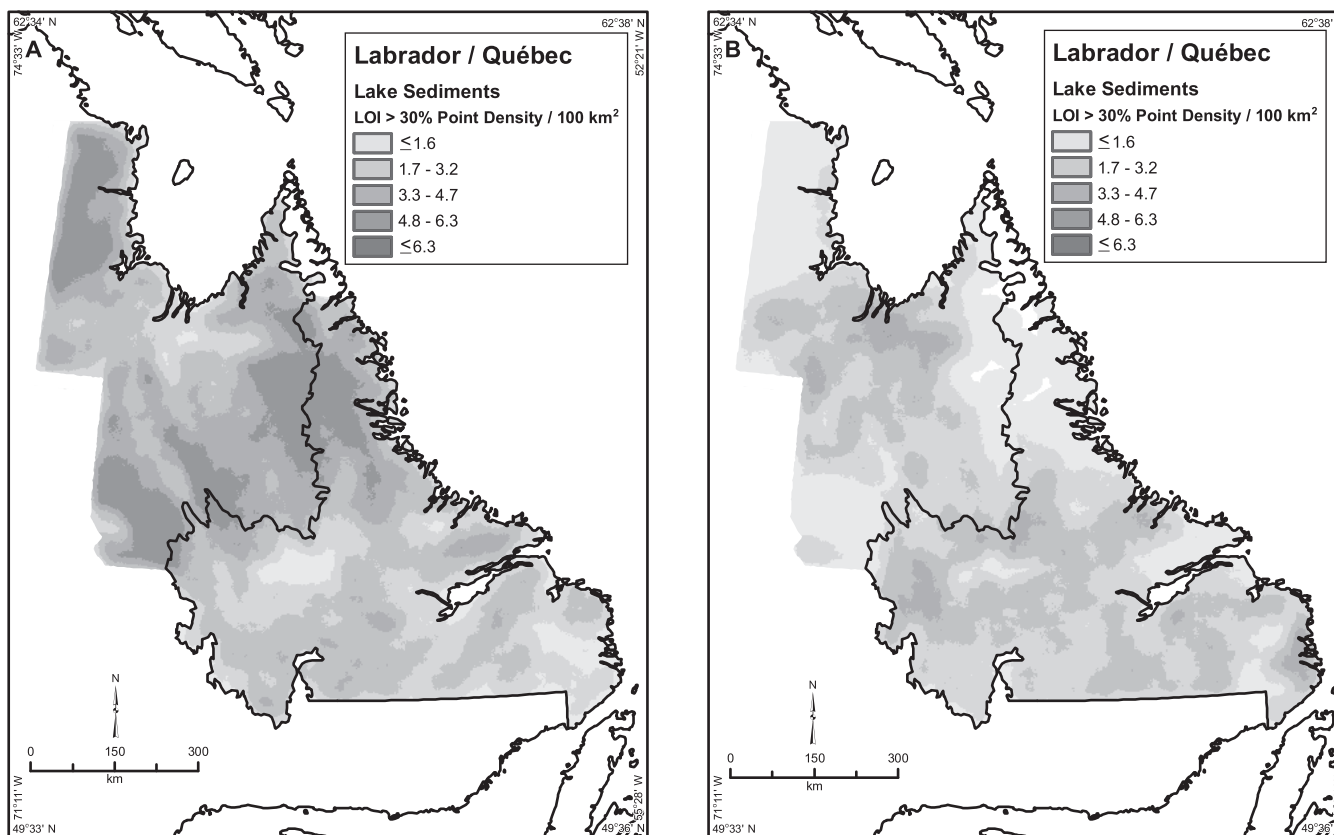 62°34' N
62°38' N
A
74°33' W
52°21' W
Labrador / Québec
Lake Sediments
LOI > 30% Point Density / 100 km²
≤1.6
1.7 - 3.2
3.3 - 4.7
4.8 - 6.3
≤6.3
N
0 150 300
km
71°11' W
55°28' W
49°33' N
49°36' N
62°34' N
62°38'
B
74°33' W
Labrador / Québec
Lake Sediments
LOI > 30% Point Density / 100 km²
≤1.6
1.7 - 3.2
3.3 - 4.7
4.8 - 6.3
≤ 6.3
N
0 150 300
km
71°11' W
49°33' N
49°36' N